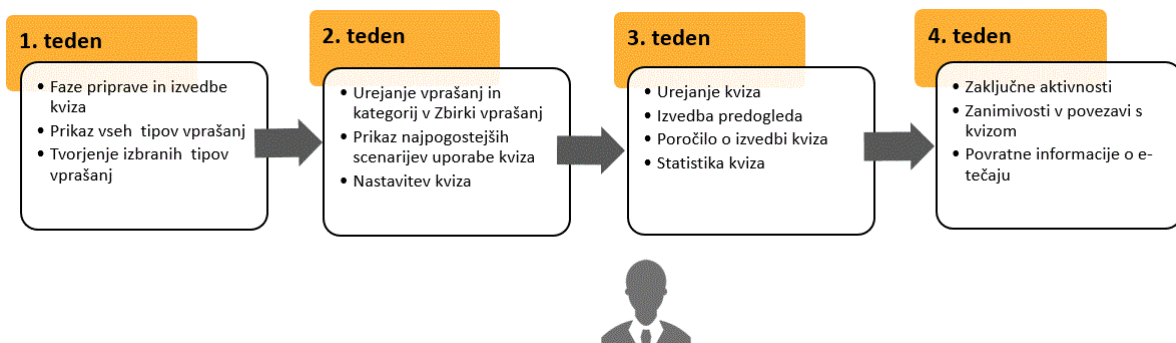 1. teden
• Faze priprave in izvedbe
kviza
• Prikaz vseh tipov vprašanj
• Tvorjenje izbranih tipov
vprašanj
2. teden
• Urejanje vprašanj in
kategorij v Zbirki vprašanj
• Prikaz najpogostejših
scenarijev uporabe kviza
• Nastavitev kviza
3. teden
• Urejanje kviza
• Izvedba predogleda
• Poročilo o izvedbi kviza
• Statistika kviza
4. teden
• Zaključne aktivnosti
• Zanimivosti v povezavi s
kvizom
• Povratne informacije o e-
tečaju